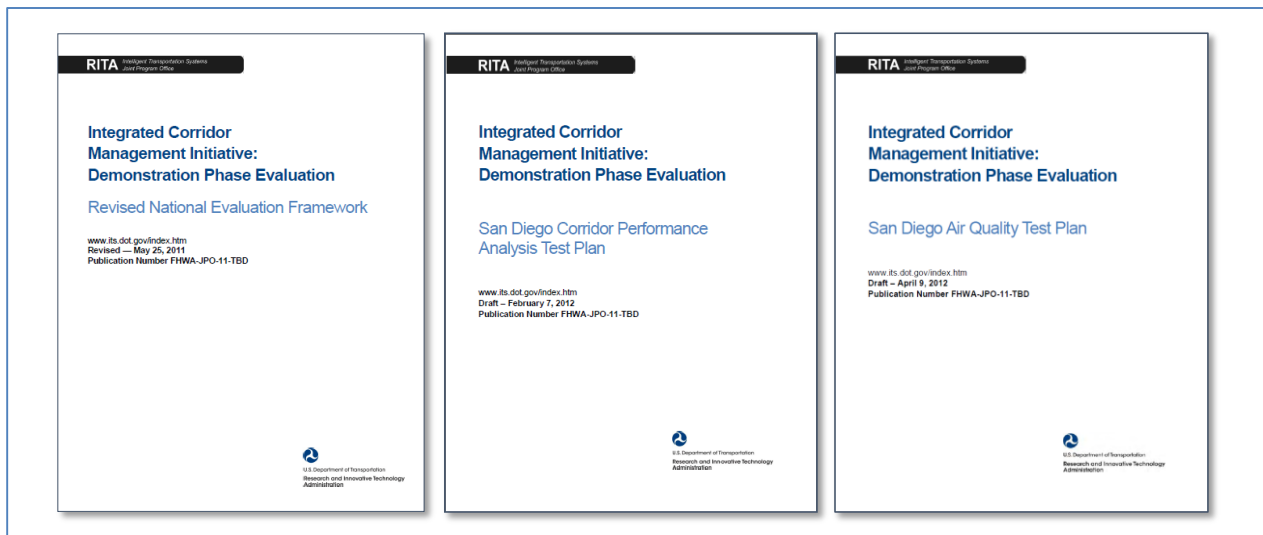 RITA Intelligent Transportation Systems
Joint Program Office
Integrated Corridor
Management Initiative:
Demonstration Phase Evaluation
Revised National Evaluation Framework
www.its.dot.gov/index.htm
Revised — May 25, 2011
Publication Number FHWA-JPO-11-TBD
U.S. Department of Transportation
Research and Innovative Technology
Administration
RITA Intelligent Transportation Systems
Joint Program Office
Integrated Corridor
Management Initiative:
Demonstration Phase Evaluation
San Diego Corridor Performance
Analysis Test Plan
www.its.dot.gov/index.htm
Draft – February 7, 2012
Publication Number FHWA-JPO-11-TBD
U.S. Department of Transportation
Research and Innovative Technology
Administration
RITA Intelligent Transportation Systems
Joint Program Office
Integrated Corridor
Management Initiative:
Demonstration Phase Evaluation
San Diego Air Quality Test Plan
www.its.dot.gov/index.htm
Draft – April 9, 2012
Publication Number FHWA-JPO-11-TBD
U.S. Department of Transportation
Research and Innovative Technology
Administration